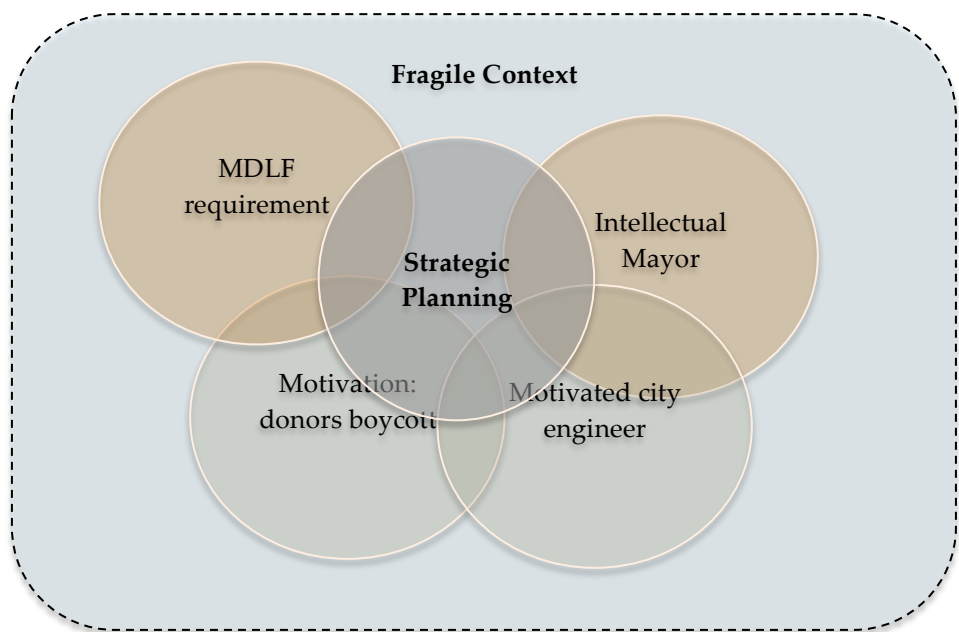 Fragile Context
MDLF
requirement
Intellectual
Mayor
Strategic
Planning
Motivation:
donors boycott
Motivated city
engineer